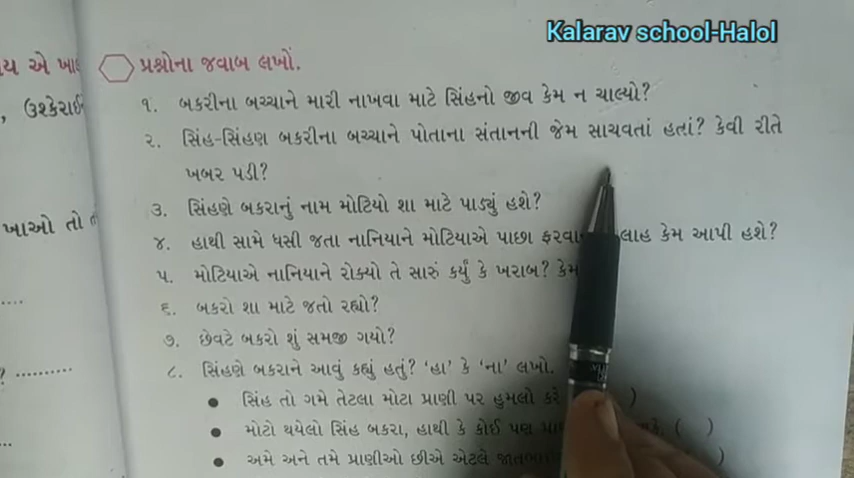 Kalarav school-Halol
ય એ ખા
, ઉશ્કેરાઈ
ખાઓ તો
પ્રશ્નોના જવાબ લખો.
૧. બકરીના બચ્ચાને મારી નાખવા માટે સિંહનો જીવ કેમ ન ચાલ્યો?
૨. સિંહ-સિંહણ બકરીના બચ્ચાને પોતાના સંતાનની જેમ સાચવતાં હતાં? કેવી રીતે
ખબર પડી?
૩. સિંહણે બકરાનું નામ મોટિયો શા માટે પાડ્યું હશે?
૪. હાથી સામે ધસી જતા નાનિયાને મોટિયાએ પાછા ફરવા લાહ કેમ આપી હશે?
૫. મોટિયાએ નાનિયાને રોક્યો તે સારું કર્યું કે ખરાબ? કેમ
૬. બકરો શા માટે જતો રહ્યો?
૭. છેવટે બકરો શું સમજી ગયો?
૮. સિંહણે બકરાને આવું કહ્યું હતું? ‘હા’ કે ‘ના’ લખો.
● સિંહ તો ગમે તેટલા મોટા પ્રાણી પર હુમલો કરે )
● મોટો થયેલો સિંહ બકરા, હાથી કે કોઈ પણ ( )
● અમે અને તમે પ્રાણીઓ છીએ એટલે )